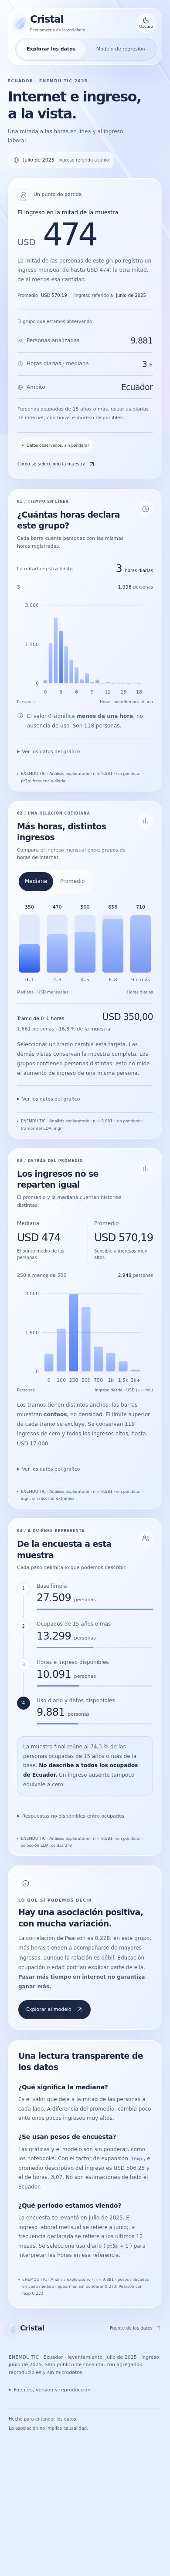 Cristal
Economía de lo cotidiano
Oscuro
Explorar los datos
Modelo de regresión
ECUADOR · ENEMDU TIC 2025
Internet e ingreso,
a la vista.
Una mirada a las horas en línea y al ingreso
laboral.
Julio de 2025 Ingreso referido a junio
Un punto de partida
El ingreso en la mitad de la muestra
USD 474
La mitad de las personas de este grupo registra un
ingreso mensual de hasta USD 474; la otra mitad,
de al menos esa cantidad.
Promedio USD 570,19 Ingreso referido a junio de 2025
El grupo que estamos observando
Personas analizadas 9.881
Horas diarias · mediana 3 h
Ámbito Ecuador
Personas ocupadas de 15 años o más, usuarias diarias
de internet, con horas e ingreso disponibles.
Datos observados, sin ponderar
Cómo se seleccionó la muestra
01 / TIEMPO EN LÍNEA
¿Cuántas horas declara
este grupo?
Cada barra cuenta personas con las mismas
horas registradas.
La mitad registra hasta 3 horas diarias
3 1.998 personas
3.000
1.500
0
0 3 6 9 12 15 18
Personas Horas con referencia diaria
El valor 0 significa menos de una hora, no
ausencia de uso. Son 118 personas.
Ver los datos del gráfico
ENEMDU TIC · Análisis exploratorio · n = 9.881 · sin ponderar ·
02 / UNA RELACIÓN COTIDIANA
Más horas, distintos
ingresos
Compara el ingreso mensual entre grupos de
horas de internet.
Mediana
Promedio
350 470 500 656 710
0–1 2–3 4–5 6–8 9 o más
Mediana · USD mensuales Horas diarias
Tramo de 0–1 horas USD 350,00
1.661 personas · 16,8 % de la muestra
Seleccionar un tramo cambia esta tarjeta. Las
demás vistas conservan la muestra completa. Los
grupos contienen personas distintas: esto no mide
el aumento de ingreso de una misma persona.
Ver los datos del gráfico
ENEMDU TIC · Análisis exploratorio · n = 9.881 · sin ponderar ·
tramos del EDA; ingrl
03 / DETRÁS DEL PROMEDIO
Los ingresos no se
reparten igual
El promedio y la mediana cuentan historias
distintas.
Mediana
USD 474
El punto medio de las
personas
Promedio
USD 570,19
Sensible a ingresos muy
altos
250 a menos de 500 2.949 personas
3.000
1.500
0
0 100 250 500 750 1k 1,5k 3k+
Personas Ingreso desde · USD (k = mil)
Los tramos tienen distintos anchos: las barras
muestran conteos, no densidad. El límite superior
de cada tramo se excluye. Se conservan 119
ingresos de cero y todos los ingresos altos, hasta
USD 17.000.
Ver los datos del gráfico
ENEMDU TIC · Análisis exploratorio · n = 9.881 · sin ponderar ·
ingrl; sin recortar extremos
04 / A QUIÉNES REPRESENTA
De la encuesta a esta
muestra
Cada paso delimita lo que podemos describir.
1
Base limpia
27.509 personas
2
Ocupados de 15 años o más
13.299 personas
3
Horas e ingreso disponibles
10.091 personas
4
Uso diario y datos disponibles
9.881 personas
La muestra final reúne al 74,3 % de las
personas ocupadas de 15 años o más de la
base. No describe a todos los ocupados
de Ecuador. Un ingreso ausente tampoco
equivale a cero.
Respuestas no disponibles entre ocupados
ENEMDU TIC · Análisis exploratorio · n = 9.881 · sin ponderar ·
selección EDA, celdas 2–8
LO QUE SÍ PODEMOS DECIR
Hay una asociación positiva,
con mucha variación.
La correlación de Pearson es 0,228: en este grupo,
más horas tienden a acompañarse de mayores
ingresos, aunque la relación es débil. Educación,
ocupación o edad podrían explicar parte de ella.
Pasar más tiempo en internet no garantiza
ganar más.
Explorar el modelo
Una lectura transparente de
los datos
¿Qué significa la mediana?
Es el valor que deja a la mitad de las personas a
cada lado. A diferencia del promedio, cambia poco
ante unos pocos ingresos muy altos.
¿Se usan pesos de encuesta?
Las gráficas y el modelo son sin ponderar, como
los notebooks. Con el factor de expansión fexp, el
promedio descriptivo del ingreso es USD 506,25 y
el de horas, 3,07. No son estimaciones de todo el
Ecuador.
¿Qué período estamos viendo?
La encuesta se levantó en julio de 2025. El
ingreso laboral mensual se refiere a junio; la
frecuencia declarada se refiere a los últimos 12
meses. Se selecciona uso diario
interpretar las horas en esa referencia.
ENEMDU TIC · Análisis exploratorio · n = 9.881 · pesos indicados
en cada medida · Spearman sin ponderar 0,270; Pearson con
fexp 0,232
Cristal
Fuente de los datos
ENEMDU TIC · Ecuador · levantamiento: julio de 2025 · ingreso:
junio de 2025. Sitio público de consulta, con agregados
reproducibles y sin microdatos.
Fuentes, versión y reproducción
Hecho para entender los datos.
La asociación no implica causalidad.